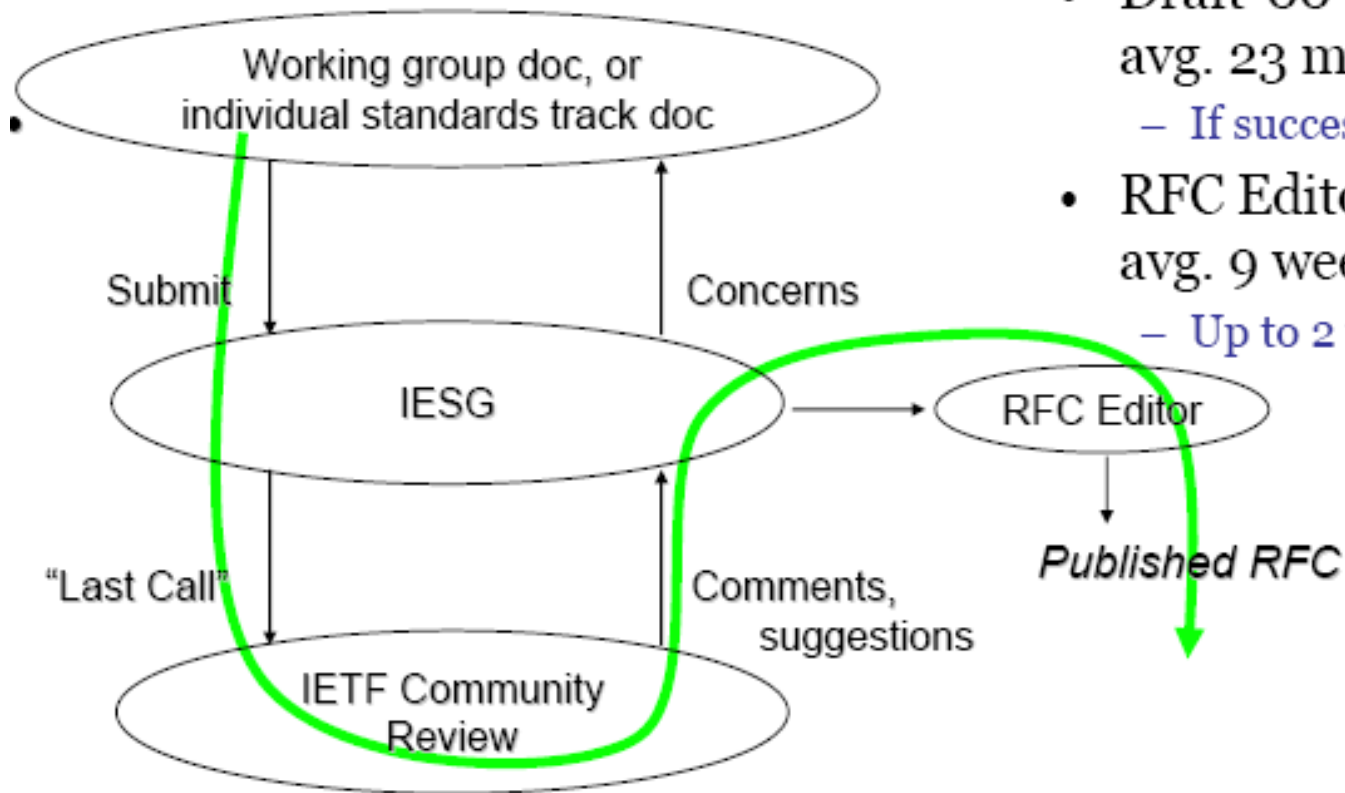 Working group doc, or
individual standards track doc
Submit
Concerns
IESG
RFC Editor
"Last Call"
Comments,
suggestions
Published RFC
IETF Community
Review
avg. 23
– If
• RFC
avg. 9
– Up to 2